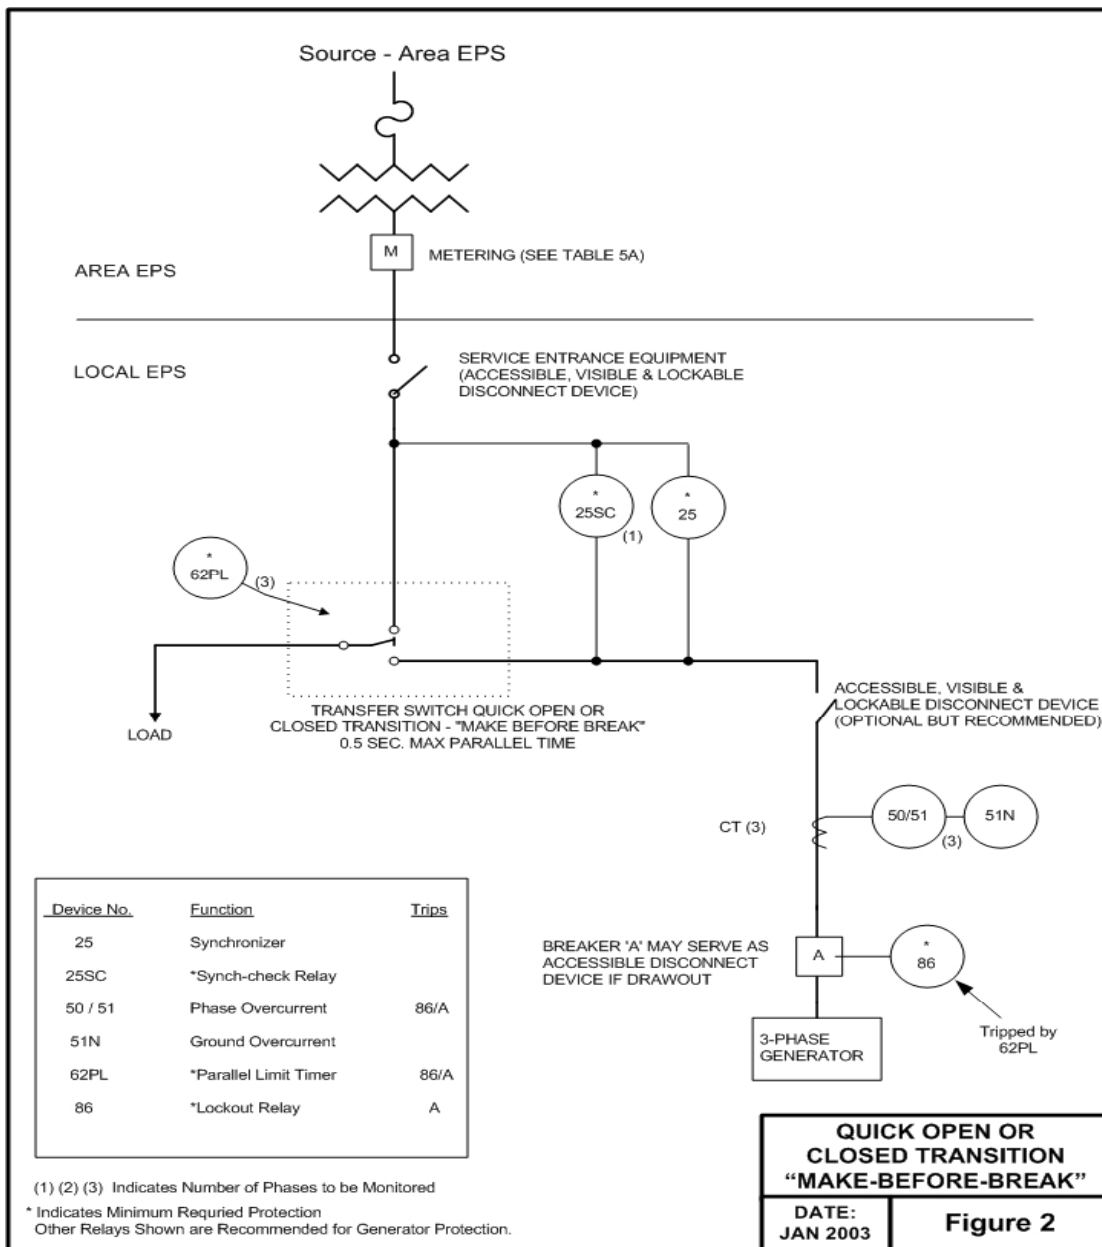 Source - Area EPS
M
METERING (SEE TABLE 5A)
AREA EPS
LOCAL EPS
SERVICE ENTRANCE EQUIPMENT
(ACCESSIBLE, VISIBLE & LOCKABLE
DISCONNECT DEVICE)
*
25SC
(1)
*
25
*
62PL
(3)
LOAD
TRANSFER SWITCH QUICK OPEN OR
CLOSED TRANSITION - "MAKE BEFORE BREAK"
0.5 SEC. MAX PARALLEL TIME
ACCESSIBLE, VISIBLE &
LOCKABLE DISCONNECT DEVICE
(OPTIONAL BUT RECOMMENDED)
CT (3)
50/51
(3)
51N
BREAKER 'A' MAY SERVE AS
ACCESSIBLE DISCONNECT
DEVICE IF DRAWOUT
A
*
86
Tripped by
62PL
3-PHASE
GENERATOR
Device No. Function Trips
25 Synchronizer
25SC *Synch-check Relay
50 / 51 Phase Overcurrent 86/A
51N Ground Overcurrent
62PL *Parallel Limit Timer 86/A
86 *Lockout Relay A
(1) (2) (3) Indicates Number of Phases to be Monitored
* Indicates Minimum Requried Protection
Other Relays Shown are Recommended for Generator Protection.
QUICK OPEN OR
CLOSED TRANSITION
“MAKE-BEFORE-BREAK”
DATE:
JAN 2003
Figure 2